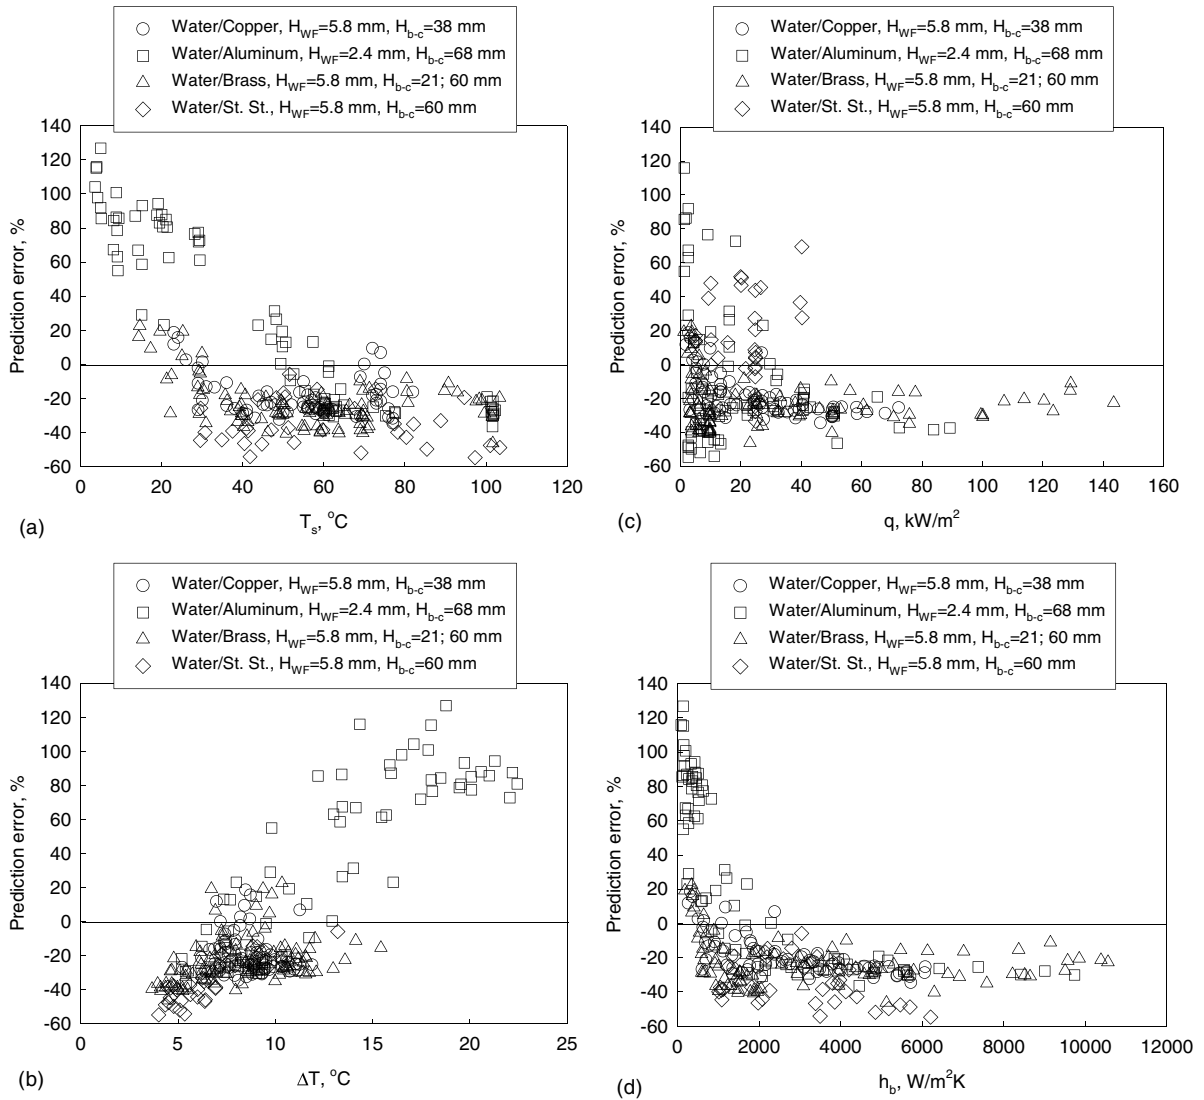 Water/Copper, H_WF=5.8 mm, H_b-c=38 mm
Water/Aluminum, H_WF=2.4 mm, H_b-c=68 mm
Water/Brass, H_WF=5.8 mm, H_b-c=21; 60 mm
Water/St. St., H_WF=5.8 mm, H_b-c=60 mm
140
120
100
80
60
40
20
0
-20
-40
-60
Prediction error, %
0 20 40 60 80 100 120
T_s, °C
(a)
Water/Copper, H_WF=5.8 mm, H_b-c=38 mm
Water/Aluminum, H_WF=2.4 mm, H_b-c=68 mm
Water/Brass, H_WF=5.8 mm, H_b-c=21; 60 mm
Water/St. St., H_WF=5.8 mm, H_b-c=60 mm
140
120
100
80
60
40
20
0
-20
-40
-60
Prediction error, %
0 20 40 60 80 100 120 140 160
q, kW/m²
(c)
Water/Copper, H_WF=5.8 mm, H_b-c=38 mm
Water/Aluminum, H_WF=2.4 mm, H_b-c=68 mm
Water/Brass, H_WF=5.8 mm, H_b-c=21; 60 mm
Water/St. St., H_WF=5.8 mm, H_b-c=60 mm
140
120
100
80
60
40
20
0
-20
-40
-60
Prediction error, %
0 5 10 15 20 25
ΔT, °C
(b)
Water/Copper, H_WF=5.8 mm, H_b-c=38 mm
Water/Aluminum, H_WF=2.4 mm, H_b-c=68 mm
Water/Brass, H_WF=5.8 mm, H_b-c=21; 60 mm
Water/St. St., H_WF=5.8 mm, H_b-c=60 mm
140
120
100
80
60
40
20
0
-20
-40
-60
Prediction error, %
0 2000 4000 6000 8000 10000 12000
h_b, W/m²K
(d)